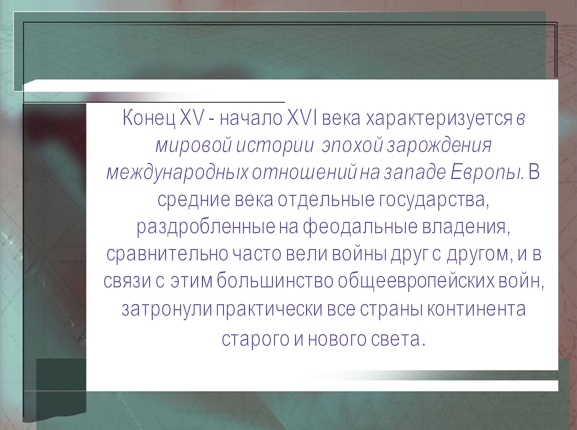 Конец XV - начало XVI века характеризуется в
мировой истории эпохой зарождения
международных отношений на западе Европы. В
средние века отдельные государства,
раздробленные на феодальные владения,
сравнительно часто вели войны друг с другом, и в
связи с этим большинство общеевропейских войн,
затронули практически все страны континента
старого и нового света.